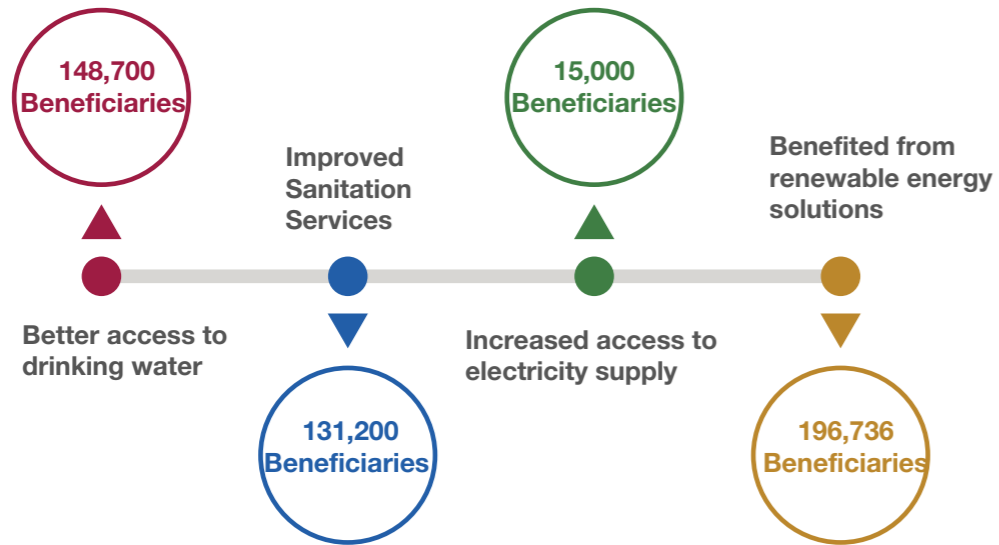 148,700
Beneficiaries
Better access to
drinking water
Improved
Sanitation
Services
131,200
Beneficiaries
15,000
Beneficiaries
Increased access to
electricity supply
Benefited from
renewable energy
solutions
196,736
Beneficiaries